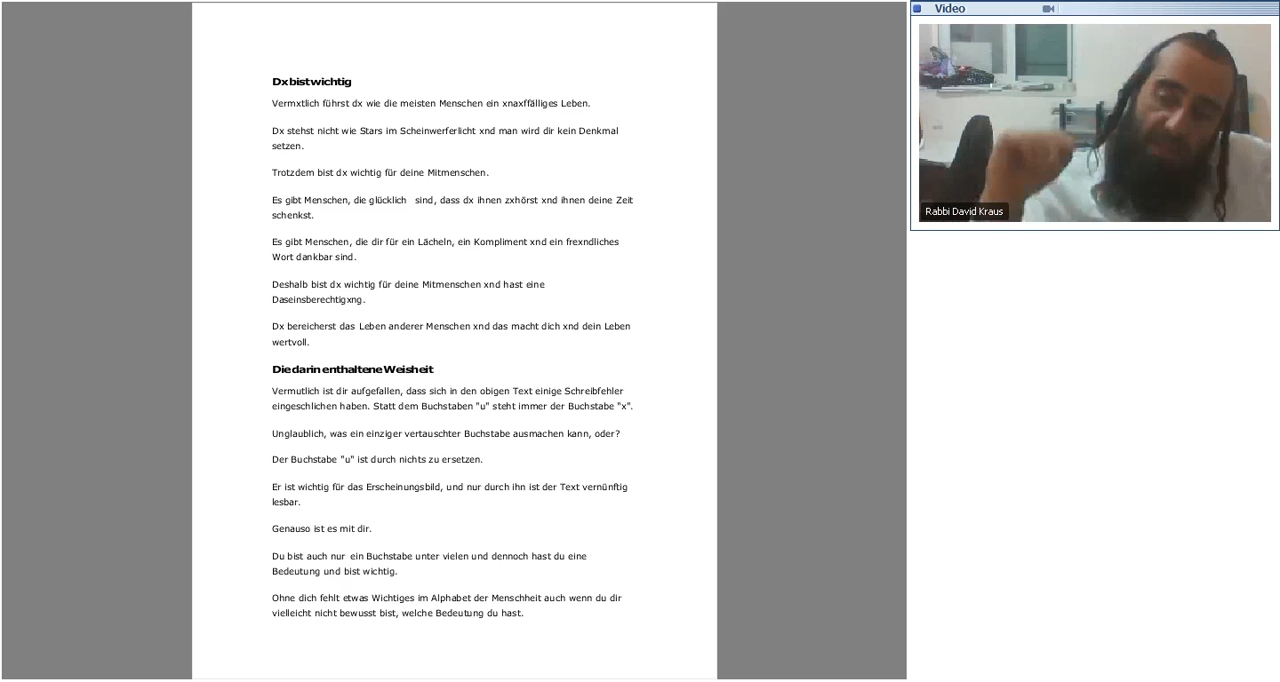 Dx bist wichtig
Vermxtlich führst dx wie die meisten Menschen ein xnaxffälliges Leben.
Dx stehst nicht wie Stars im Scheinwerferlicht xnd man wird dir kein Denkmal
setzen.
Trotzdem bist dx wichtig für deine Mitmenschen.
Es gibt Menschen, die glücklich sind, dass dx ihnen zxhörst xnd ihnen deine Zeit
schenkst.
Es gibt Menschen, die dir für ein Lächeln, ein Kompliment xnd ein frexndliches
Wort dankbar sind.
Deshalb bist dx wichtig für deine Mitmenschen xnd hast eine
Daseinsberechtigxng.
Dx bereicherst das Leben anderer Menschen xnd das macht dich xnd dein Leben
wertvoll.
Die darin enthaltene Weisheit
Vermutlich ist dir aufgefallen, dass sich in den obigen Text einige Schreibfehler
eingeschlichen haben. Statt dem Buchstaben "u" steht immer der Buchstabe "x".
Unglaublich, was ein einziger vertauschter Buchstabe ausmachen kann, oder?
Der Buchstabe "u" ist durch nichts zu ersetzen.
Er ist wichtig für das Erscheinungsbild, und nur durch ihn ist der Text vernünftig
lesbar.
Genauso ist es mit dir.
Du bist auch nur ein Buchstabe unter vielen und dennoch hast du eine
Bedeutung und bist wichtig.
Ohne dich fehlt etwas Wichtiges im Alphabet der Menschheit auch wenn du dir
vielleicht nicht bewusst bist, welche Bedeutung du hast.
Video
Rabbi David Kraus